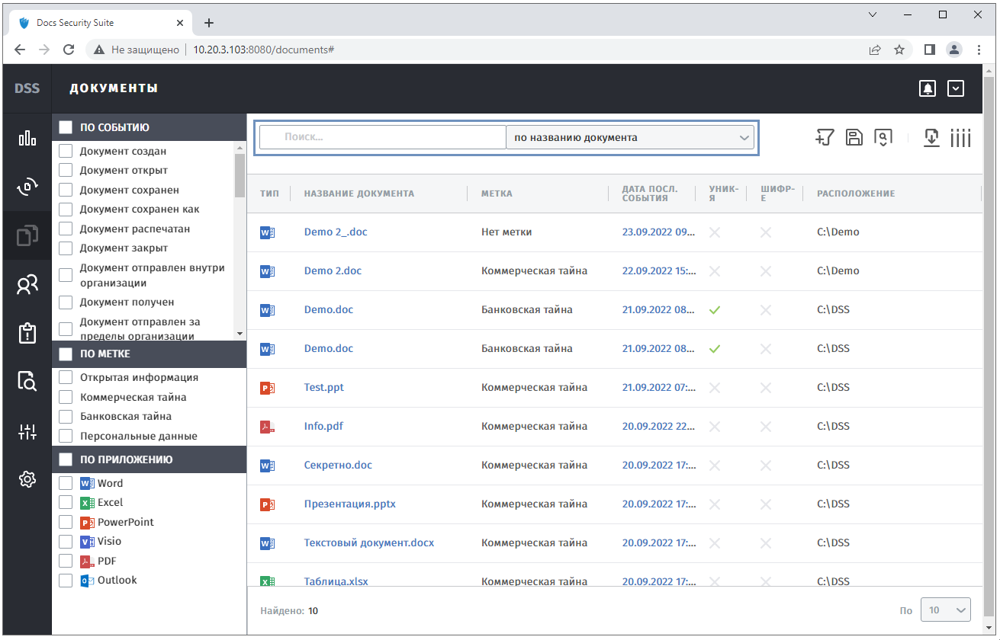 Docs Security Suite
Не защищено 10.20.3.103:8080/documents#
DSS ДОКУМЕНТЫ
ПО СОБЫТИЮ
Документ создан
Документ открыт
Документ сохранен
Документ сохранен как
Документ распечатан
Документ закрыт
Документ отправлен внутри
организации
Документ получен
Документ отправлен за
пределы организации
ПО МЕТКЕ
Открытая информация
Коммерческая тайна
Банковская тайна
Персональные данные
ПО ПРИЛОЖЕНИЮ
Word
Excel
PowerPoint
Visio
PDF
Outlook
Поиск... по названию документа
ТИП НАЗВАНИЕ ДОКУМЕНТА МЕТКА ДАТА ПОСЛ. СОБЫТИЯ УНИК-Я ШИФР-Е РАСПОЛОЖЕНИЕ
Demo 2_.doc Нет метки 23.09.2022 09... C:\Demo
Demo 2.doc Коммерческая тайна 22.09.2022 15:... C:\Demo
Demo.doc Банковская тайна 21.09.2022 08... C:\DSS
Demo.doc Банковская тайна 21.09.2022 08... C:\DSS
Test.ppt Коммерческая тайна 21.09.2022 07:... C:\DSS
Info.pdf Коммерческая тайна 20.09.2022 22... C:\DSS
Секретно.doc Коммерческая тайна 20.09.2022 17:... C:\DSS
Презентация.pptx Коммерческая тайна 20.09.2022 17:... C:\DSS
Текстовый документ.docx Коммерческая тайна 20.09.2022 17:... C:\DSS
Таблица.xlsx Коммерческая тайна 20.09.2022 17:... C:\DSS
Найдено: 10 По 10